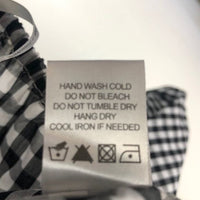 HAND WASH COLD
DO NOT BLEACH
DO NOT TUMBLE DRY
HANG DRY
COOL IRON IF NEEDED